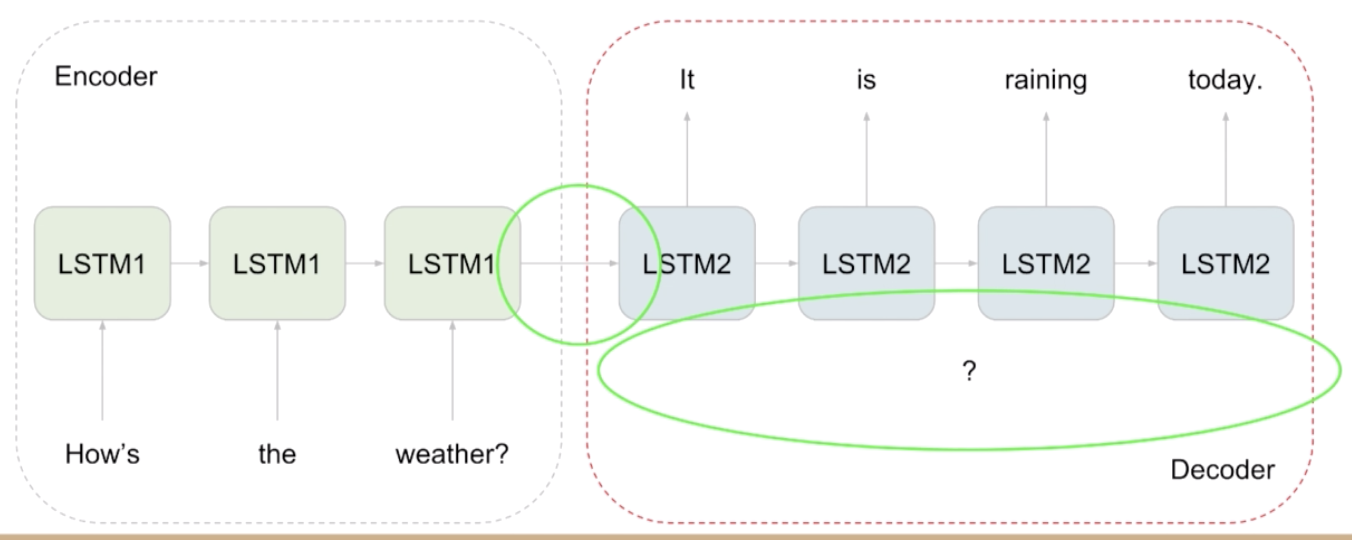 Encoder
It is raining today.
LSTM1 LSTM1 LSTM1 LSTM2 LSTM2 LSTM2 LSTM2
?
How's the weather?
Decoder